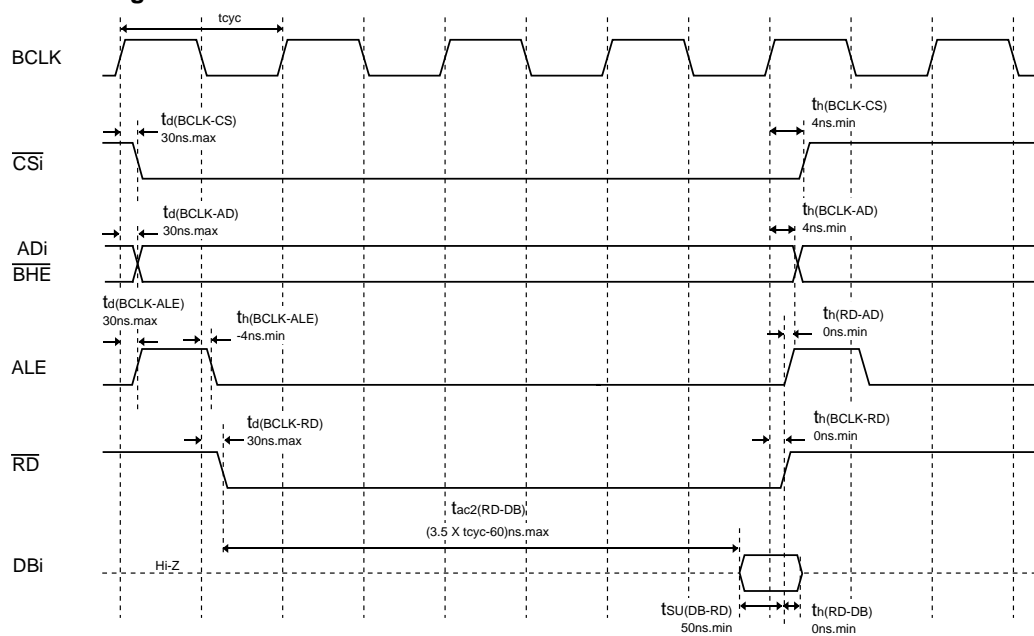 tcyc
BCLK
td(BCLK-CS)
30ns.max
th(BCLK-CS)
4ns.min
CSi
td(BCLK-AD)
30ns.max
th(BCLK-AD)
4ns.min
ADi
BHE
td(BCLK-ALE)
30ns.max
th(BCLK-ALE)
-4ns.min
th(RD-AD)
0ns.min
ALE
td(BCLK-RD)
30ns.max
th(BCLK-RD)
0ns.min
RD
tac2(RD-DB)
(3.5 X tcyc-60)ns.max
DBi
Hi-Z
tSU(DB-RD)
50ns.min
th(RD-DB)
0ns.min